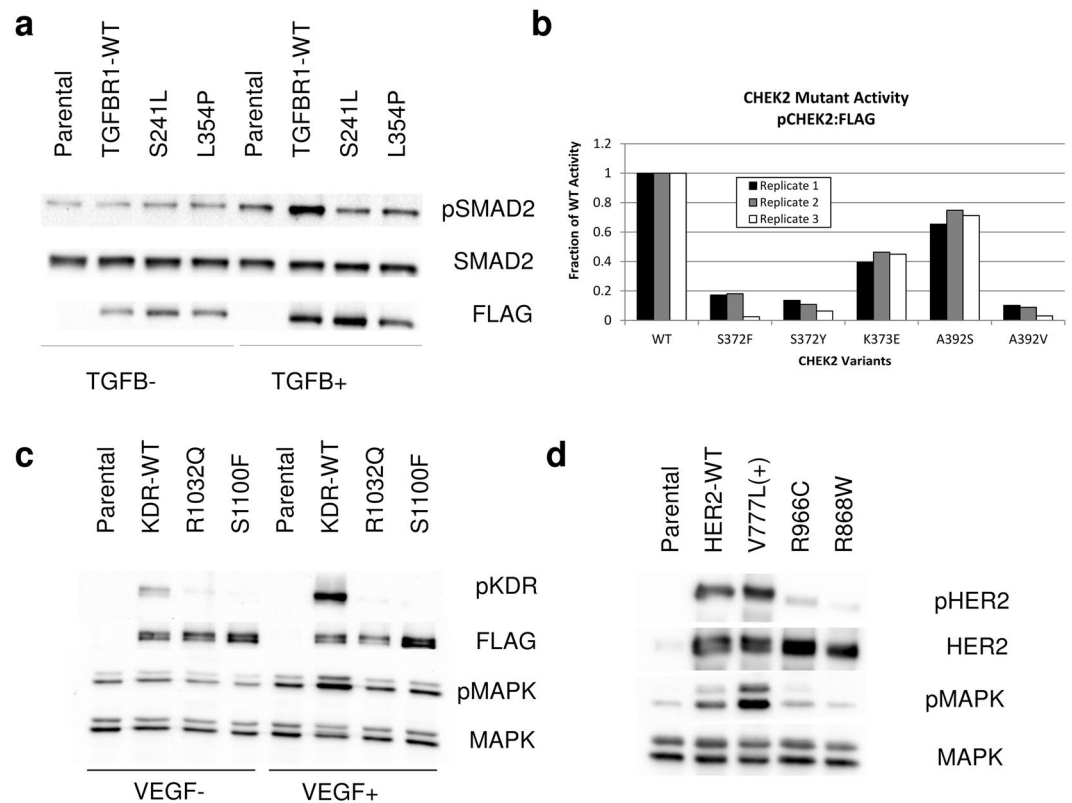 a
Parental
TGFBR1-WT
S241L
L354P
Parental
TGFBR1-WT
S241L
L354P
pSMAD2
SMAD2
FLAG
TGFB-
TGFB+
b
CHEK2 Mutant Activity
pCHEK2:FLAG
Fraction of WT Activity
1.2
1
0.8
0.6
0.4
0.2
0
Replicate 1
Replicate 2
Replicate 3
WT
S372F
S372Y
K373E
A392S
A392V
CHEK2 Variants
c
Parental
KDR-WT
R1032Q
S1100F
Parental
KDR-WT
R1032Q
S1100F
pKDR
FLAG
pMAPK
MAPK
VEGF-
VEGF+
d
Parental
HER2-WT
V777L(+)
R966C
R868W
pHER2
HER2
pMAPK
MAPK